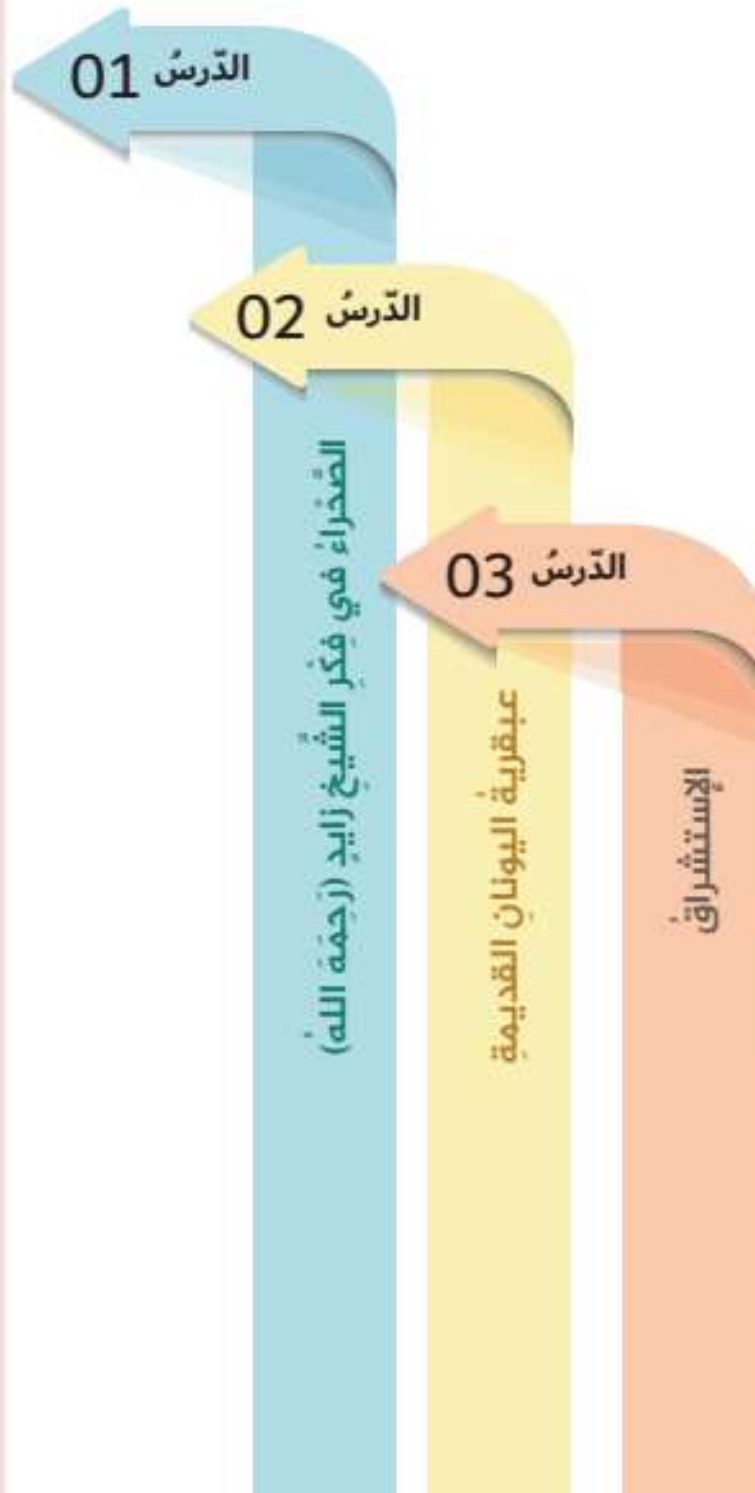 الدّرسُ 01
الدّرسُ 02
الدّرسُ 03
الصَّحْراءُ في فِكْرِ الشَّيخِ زايدِ (رَحِمَهُ اللهُ)
عبقريةُ اليونانِ القديمةِ
الإستشراقُ